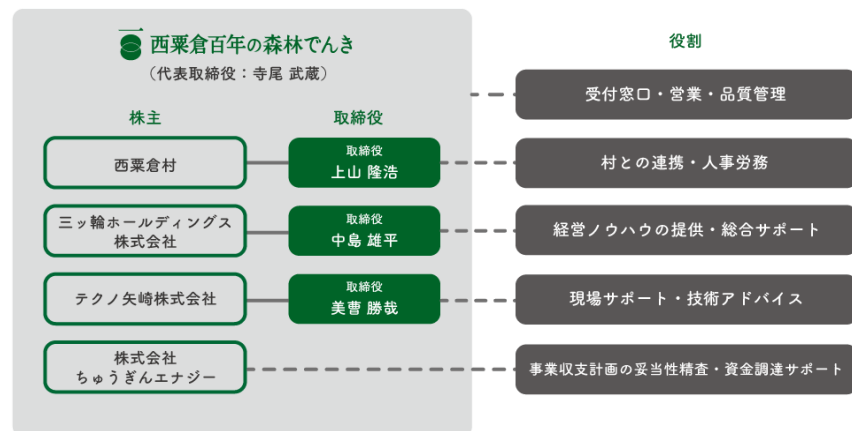 西粟倉百年の森林でんき
(代表取締役：寺尾 武蔵)
役割
受付窓口・営業・品質管理
株主
取締役
西粟倉村
取締役
上山 隆浩
村との連携・人事労務
三ッ輪ホールディングス
株式会社
取締役
中島 雄平
経営ノウハウの提供・総合サポート
テクノ矢崎株式会社
取締役
美曹 勝哉
現場サポート・技術アドバイス
株式会社
ちゅうぎんエナジー
事業収支計画の妥当性精査・資金調達サポート